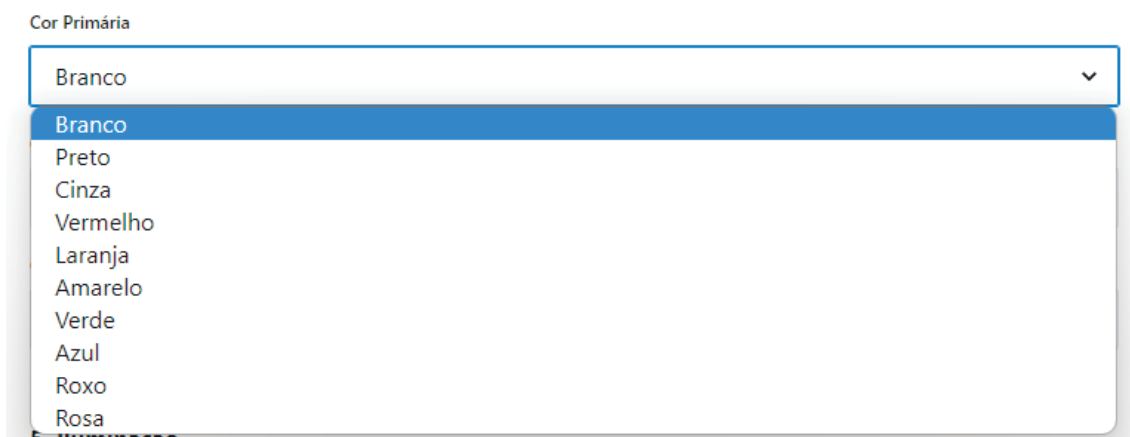 Cor Primária
Branco
Branco
Preto
Cinza
Vermelho
Laranja
Amarelo
Verde
Azul
Roxo
Rosa